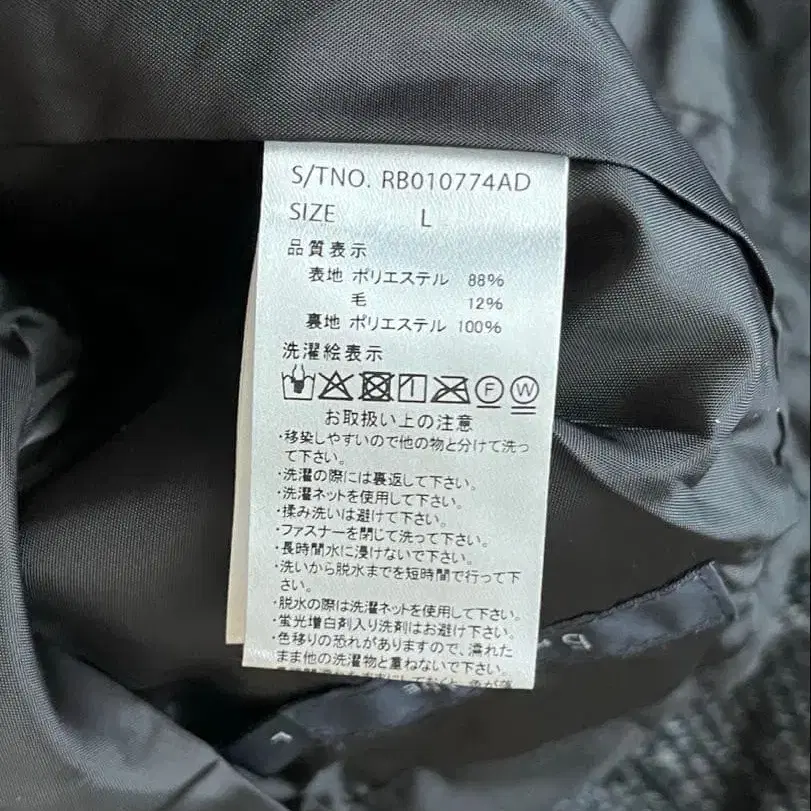 S/TNO. RB010774AD
SIZE L
品質表示
表地 ポリエステル 88%
毛 12%
裏地 ポリエステル 100%
洗濯絵表示
F W
お取扱い上の注意
・移染しやすいので他の物と分けて洗っ
て下さい。
・洗濯の際には裏返して下さい。
・洗濯ネットを使用して下さい。
・揉み洗いは避けて下さい。
・ファスナーを閉じて洗って下さい。
・長時間水に浸けないで下さい。
・洗いから脱水までを短時間で行って下
さい。
・脱水の際は洗濯ネットを使用して下さい。
・蛍光増白剤入り洗剤はお避け下さい。
・色移りの恐れがありますので、濡れた
まま他の洗濯物と重ねないで下さい。